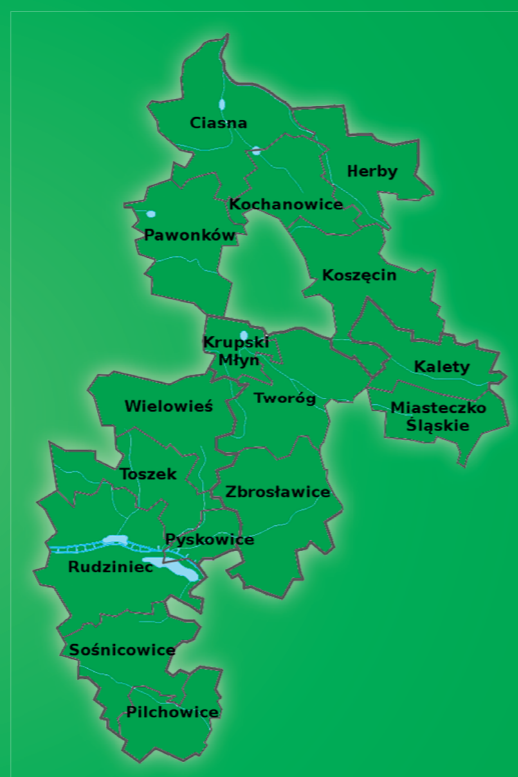 Ciasna
Herby
Kochanowice
Pawonków
Koszęcin
Krupski
Młyn
Kalety
Tworóg
Wielowieś
Miasteczko
Śląskie
Toszek
Zbrosławice
Pyskowice
Rudziniec
Sośnicowice
Pilchowice